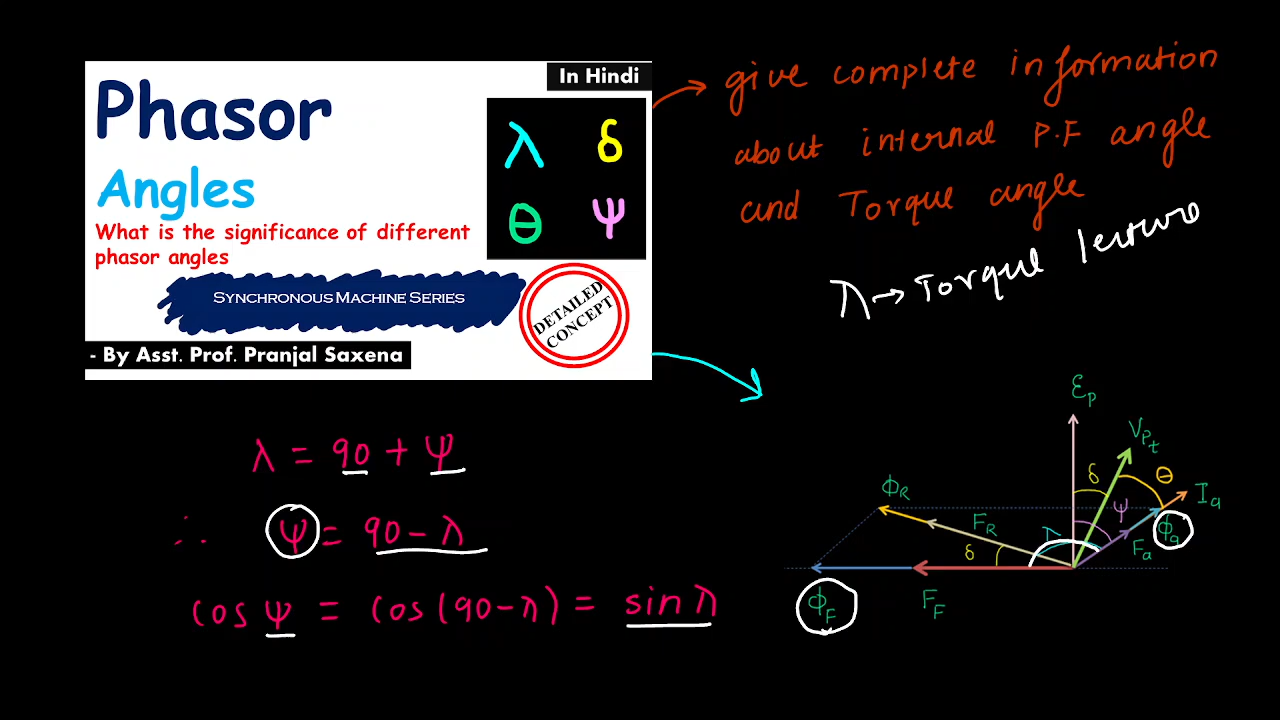 In Hindi
Phasor
Angles
λ δ
θ ψ
What is the significance of different
phasor angles
SYNCHRONOUS MACHINE SERIES
DETAILED
CONCEPT
- By Asst. Prof. Pranjal Saxena
give complete information
about internal P.F angle
and Torque angle
λ → Torque lecture
λ = 90 + ψ
∴ ψ = 90 - λ
cos ψ = cos(90-λ) = sin λ
Ep
VPt
δ
θ
Ia
ϕR
ψ
FR
λ
ϕa
Fa
δ
ϕF
FF